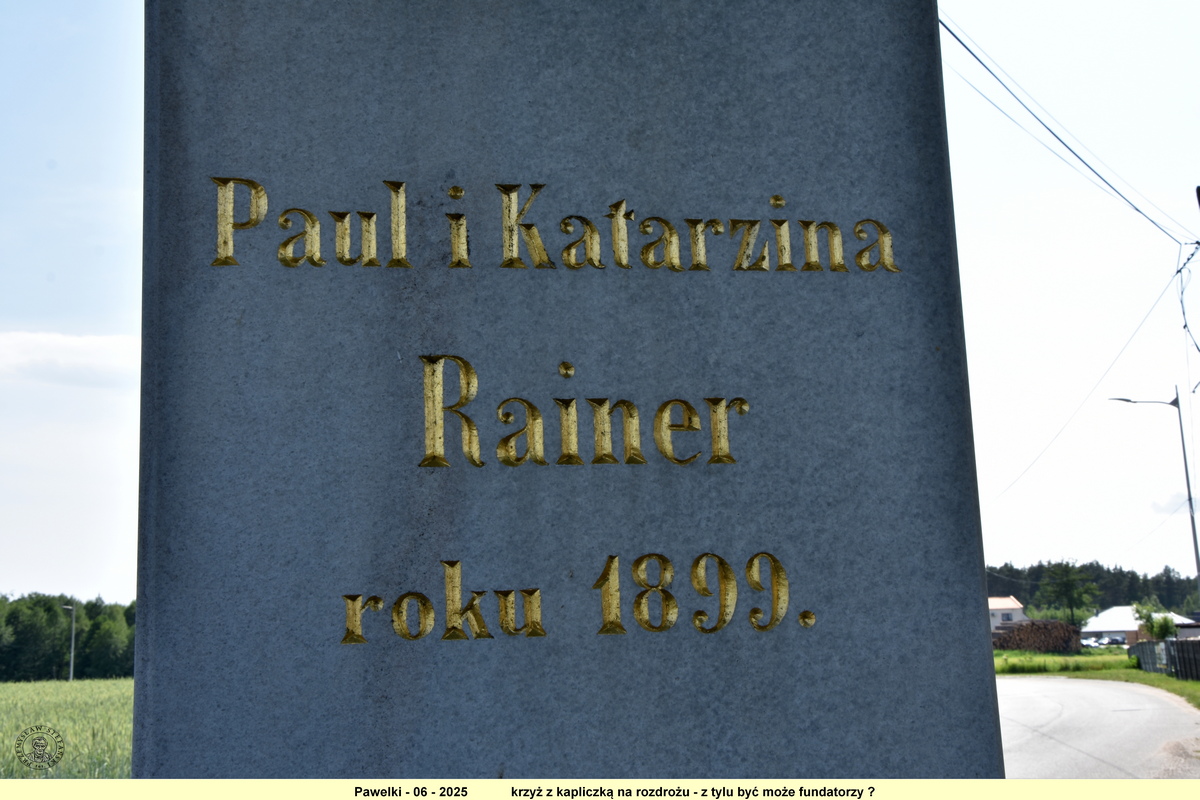 Paul i Katarzina
Rainer
roku 1899.
Pawelki - 06 - 2025 krzyż z kapliczką na rozdrożu - z tylu być może fundatorzy ?